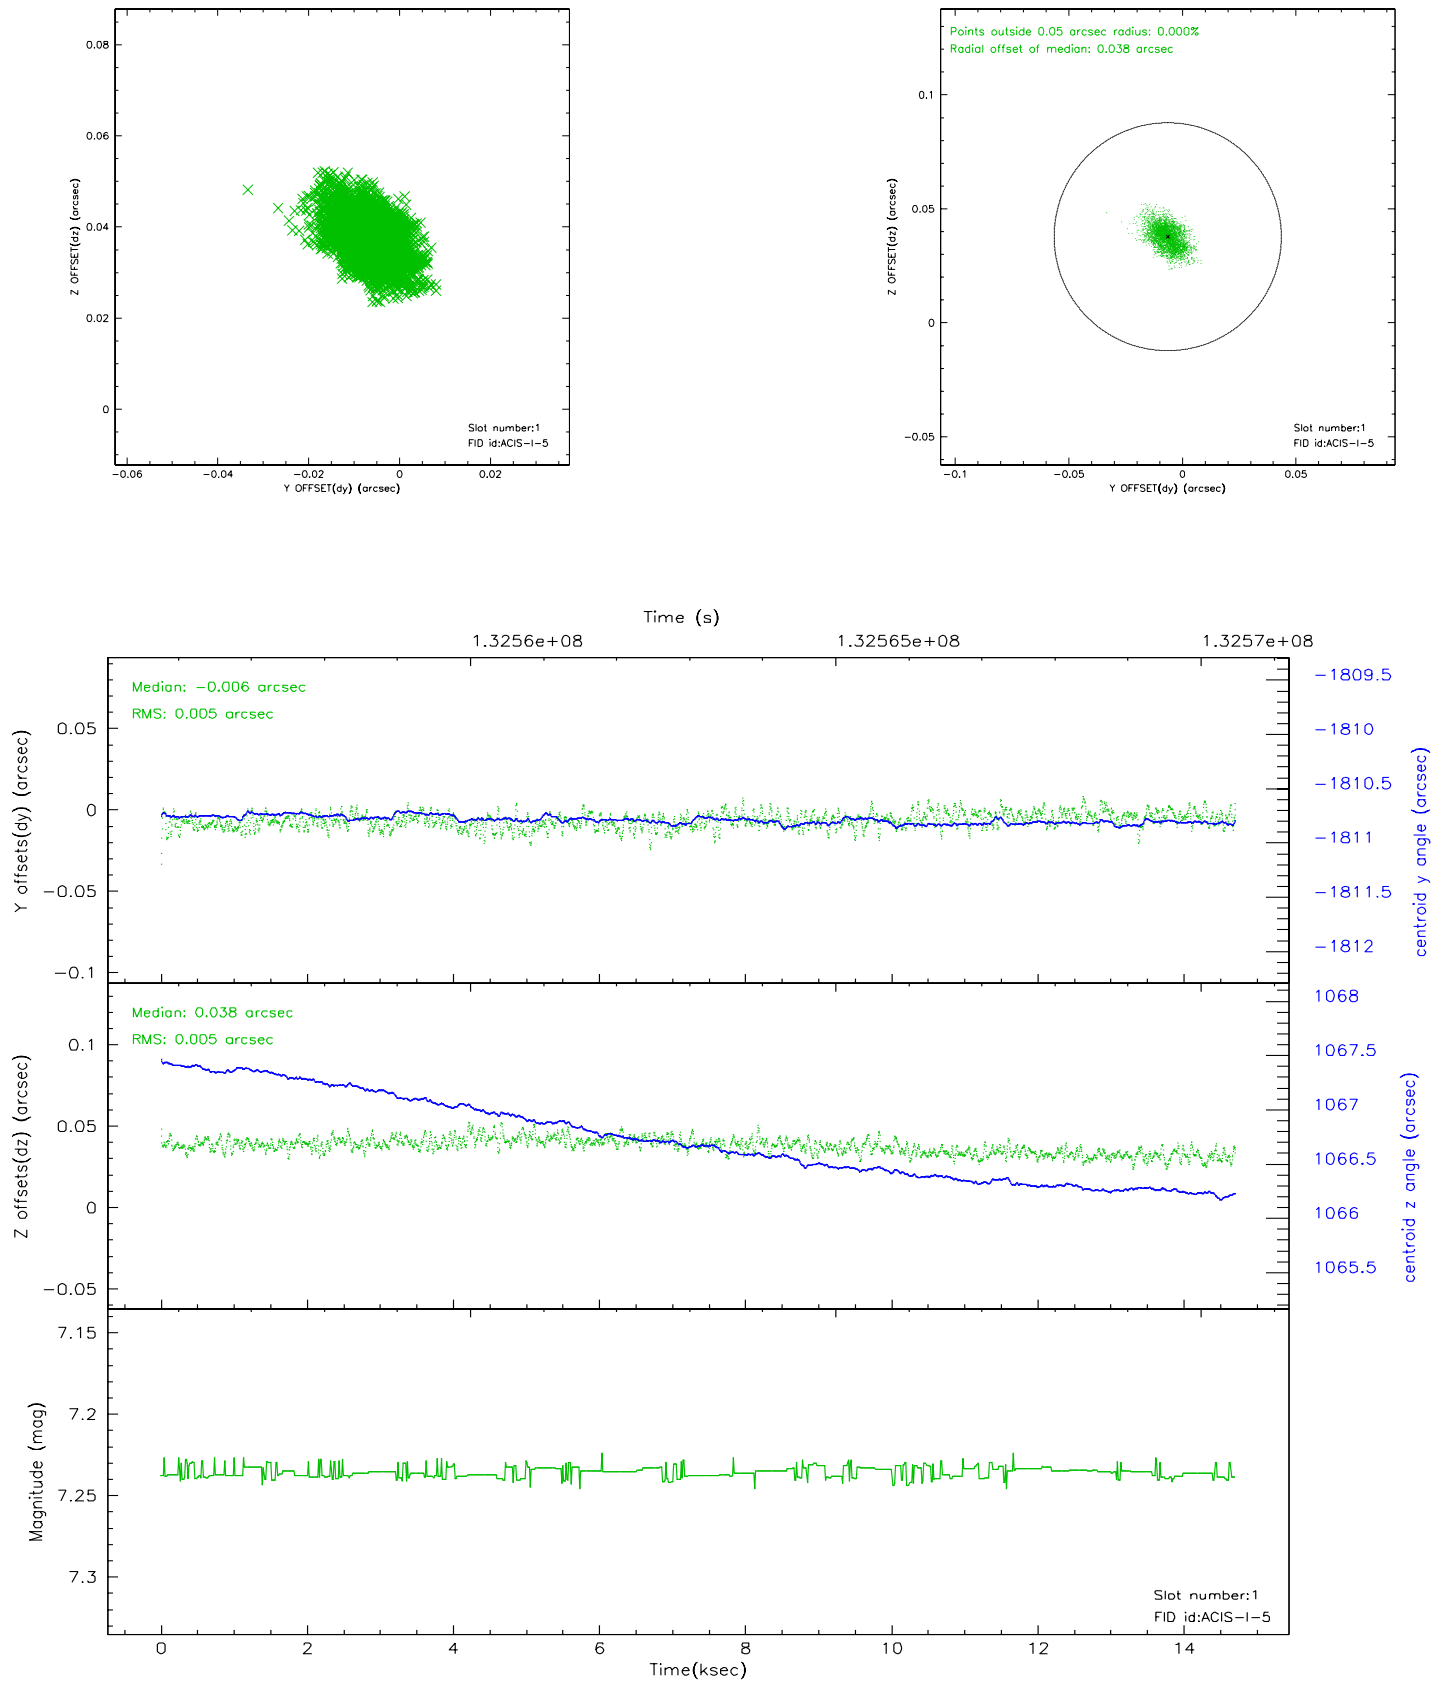 0.08
0.06
0.04
0.02
0
Z OFFSET(dz) (arcsec)
Slot number:1
FID id:ACIS-I-5
-0.06
-0.04
-0.02
0
0.02
Y OFFSET(dy) (arcsec)
Points outside 0.05 arcsec radius: 0.000%
Radial offset of median: 0.038 arcsec
0.1
0.05
0
-0.05
Z OFFSET(dz) (arcsec)
Slot number:1
FID id:ACIS-I-5
-0.1
-0.05
0
0.05
Y OFFSET(dy) (arcsec)
Time (s)
1.3256e+08
1.32565e+08
1.3257e+08
Median: -0.006 arcsec
RMS: 0.005 arcsec
0.05
0
-0.05
-0.1
Y offsets(dy) (arcsec)
-1809.5
-1810
-1810.5
-1811
-1811.5
-1812
centroid y angle (arcsec)
Median: 0.038 arcsec
RMS: 0.005 arcsec
0.1
0.05
0
-0.05
Z offsets(dz) (arcsec)
1068
1067.5
1067
1066.5
1066
1065.5
centroid z angle (arcsec)
7.15
7.2
7.25
7.3
Magnitude (mag)
Slot number:1
FID id:ACIS-I-5
0
2
4
6
8
10
12
14
Time(ksec)